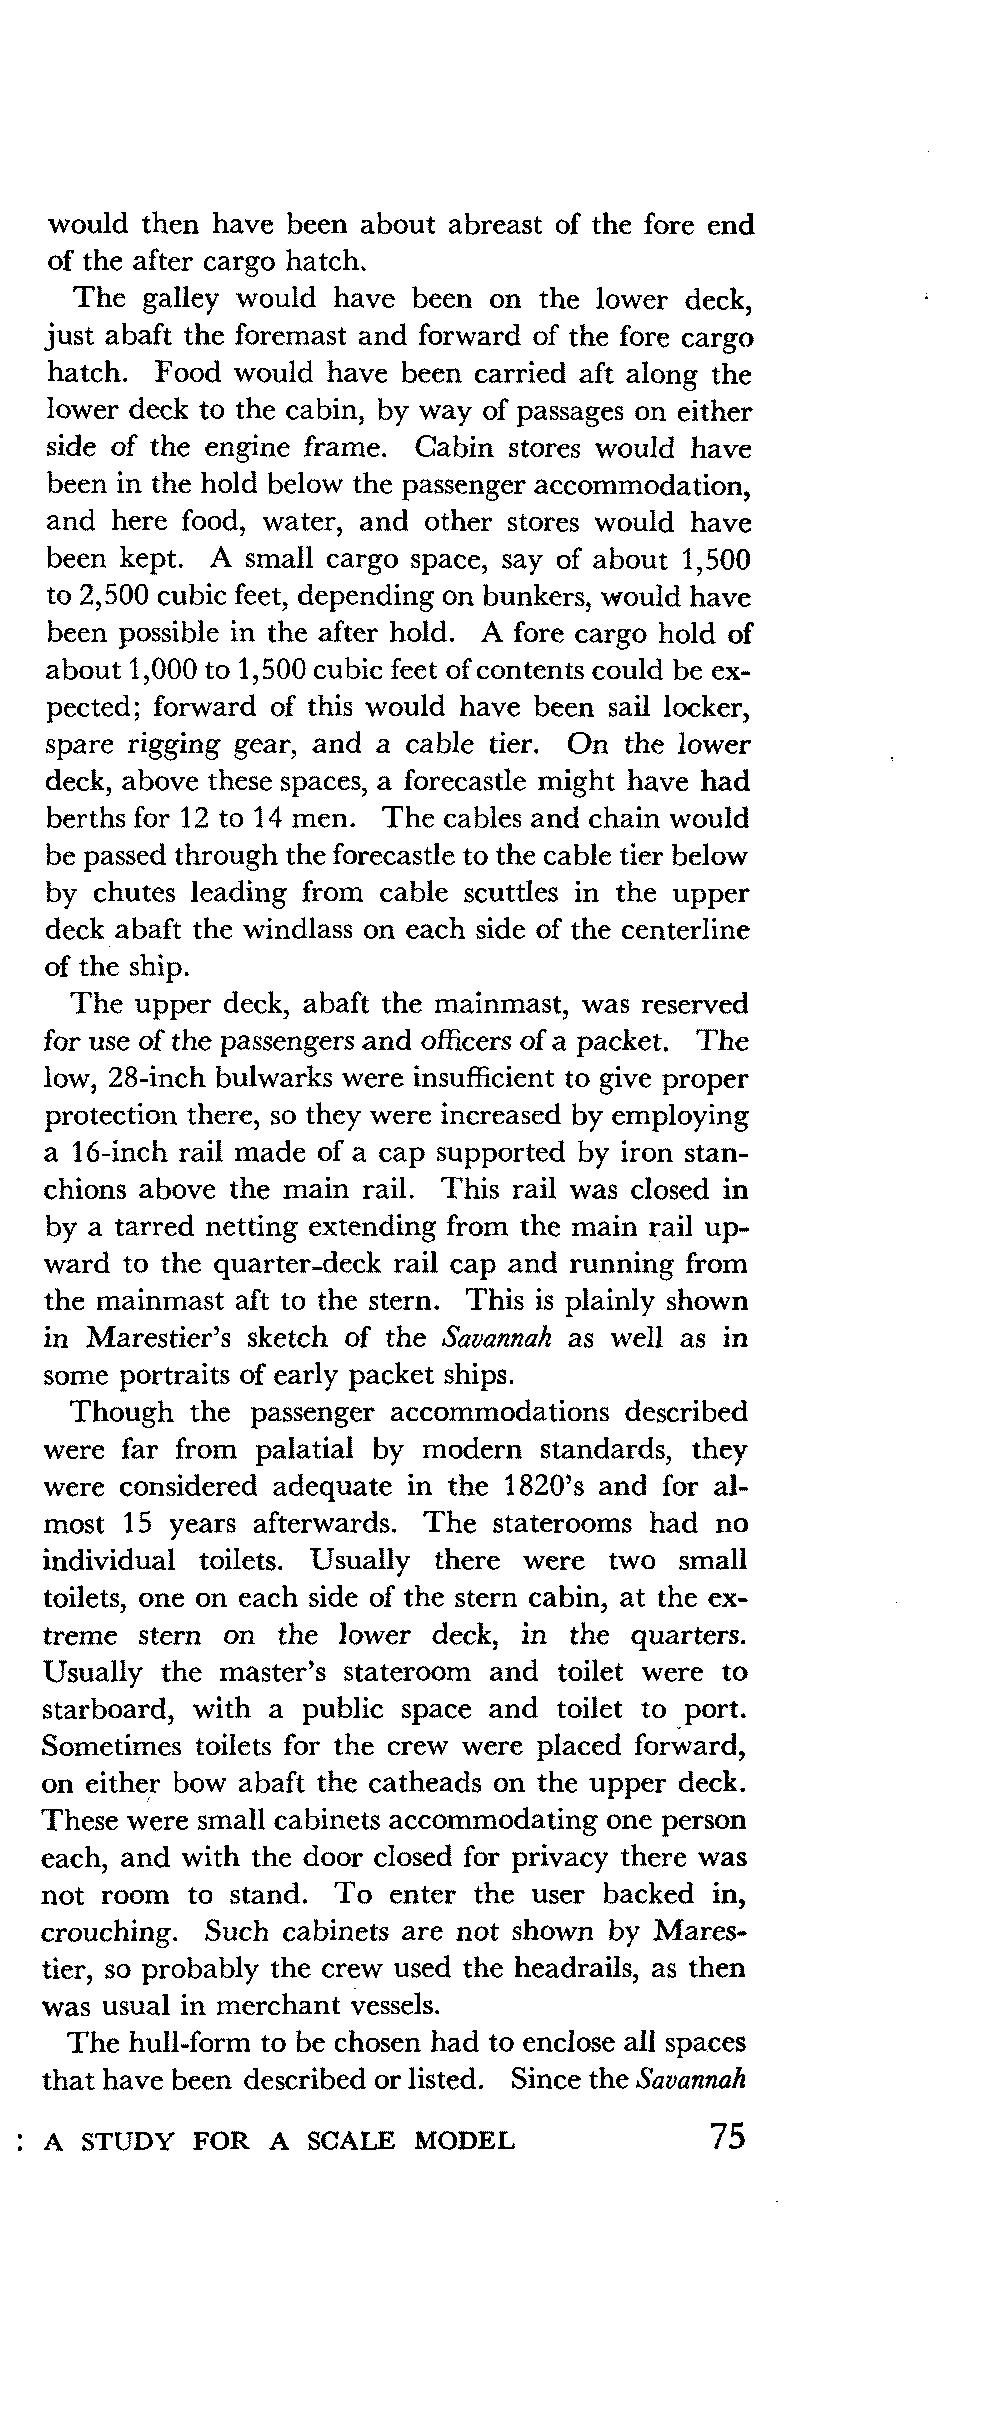 would then have been about abreast of the fore end
of the after cargo hatch.
The galley would have been on the lower deck,
just abaft the foremast and forward of the fore cargo
hatch. Food would have been carried aft along the
lower deck to the cabin, by way of passages on either
side of the engine frame. Cabin stores would have
been in the hold below the passenger accommodation,
and here food, water, and other stores would have
been kept. A small cargo space, say of about 1,500
to 2,500 cubic feet, depending on bunkers, would have
been possible in the after hold. A fore cargo hold of
about 1,000 to 1,500 cubic feet of contents could be ex-
pected; forward of this would have been sail locker,
spare rigging gear, and a cable tier. On the lower
deck, above these spaces, a forecastle might have had
berths for 12 to 14 men. The cables and chain would
be passed through the forecastle to the cable tier below
by chutes leading from cable scuttles in the upper
deck abaft the windlass on each side of the centerline
of the ship.
The upper deck, abaft the mainmast, was reserved
for use of the passengers and officers of a packet. The
low, 28-inch bulwarks were insufficient to give proper
protection there, so they were increased by employing
a 16-inch rail made of a cap supported by iron stan-
chions above the main rail. This rail was closed in
by a tarred netting extending from the main rail up-
ward to the quarter-deck rail cap and running from
the mainmast aft to the stern. This is plainly shown
in Marestier's sketch of the Savannah as well as in
some portraits of early packet ships.
Though the passenger accommodations described
were far from palatial by modern standards, they
were considered adequate in the 1820's and for al-
most 15 years afterwards. The staterooms had no
individual toilets. Usually there were two small
toilets, one on each side of the stern cabin, at the ex-
treme stern on the lower deck, in the quarters.
Usually the master's stateroom and toilet were to
starboard, with a public space and toilet to port.
Sometimes toilets for the crew were placed forward,
on either bow abaft the catheads on the upper deck.
These were small cabinets accommodating one person
each, and with the door closed for privacy there was
not room to stand. To enter the user backed in,
crouching. Such cabinets are not shown by Mares-
tier, so probably the crew used the headrails, as then
was usual in merchant vessels.
The hull-form to be chosen had to enclose all spaces
that have been described or listed. Since the Savannah
: A STUDY FOR A SCALE MODEL 75